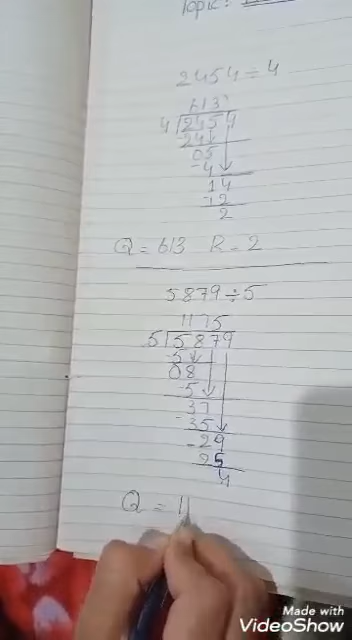 Topic:
2454 ÷ 4
613
4 2454
24
05
-4
14
-12
2
Q = 613 R = 2
5879 ÷ 5
1175
5 5879
-5
08
-5
37
-35
-29
25
4
Q = 11
Made with
VideoShow